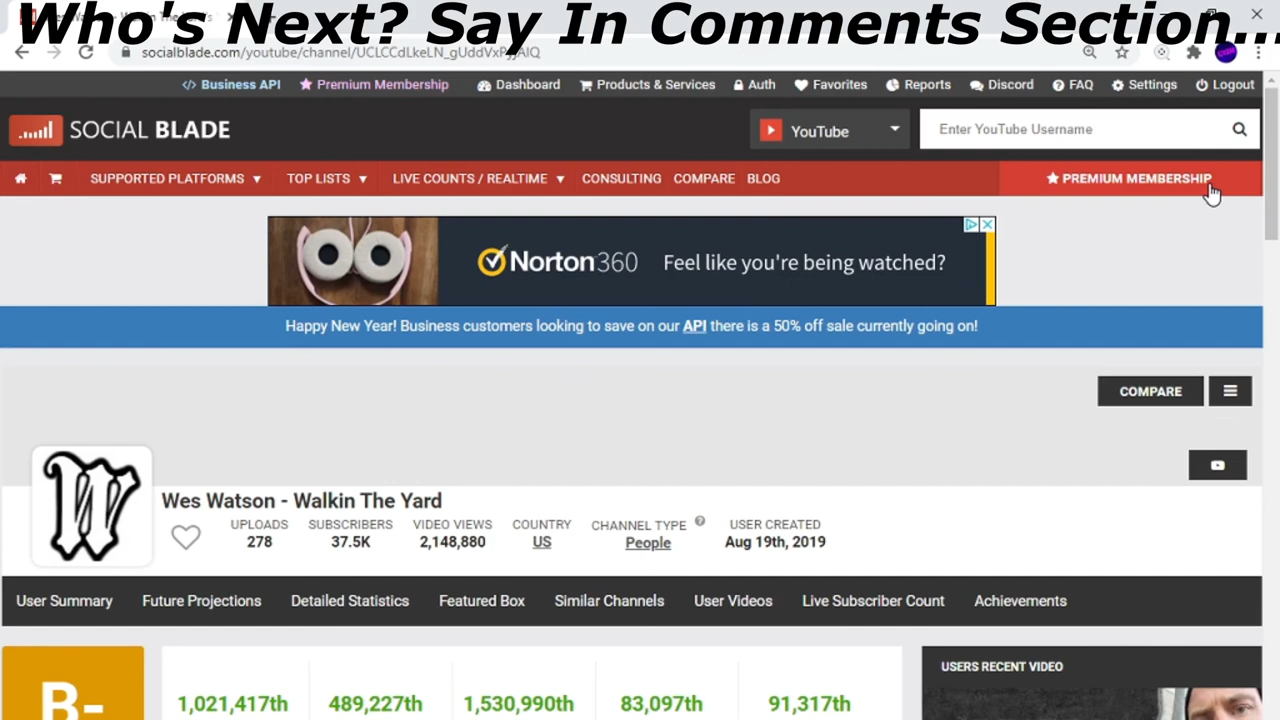 Who's Next? Say In Comments Section...
socialblade.com/youtube/channel/
Business API Premium Membership Dashboard Products & Services Auth Favorites Reports Discord FAQ Settings Logout
SOCIAL BLADE YouTube Enter YouTube Username
SUPPORTED PLATFORMS TOP LISTS LIVE COUNTS / REALTIME CONSULTING COMPARE BLOG PREMIUM MEMBERSHIP
Norton360 Feel like you're being watched?
Happy New Year! Business customers looking to save on our API there is a 50% off sale currently going on!
COMPARE
W
Wes Watson - Walkin The Yard
UPLOADS SUBSCRIBERS VIDEO VIEWS COUNTRY CHANNEL TYPE USER CREATED
278 37.5K 2,148,880 US People Aug 19th, 2019
User Summary Future Projections Detailed Statistics Featured Box Similar Channels User Videos Live Subscriber Count Achievements
USERS RECENT VIDEO
B- 1,021,417th 489,227th 1,530,990th 83,097th 91,317th